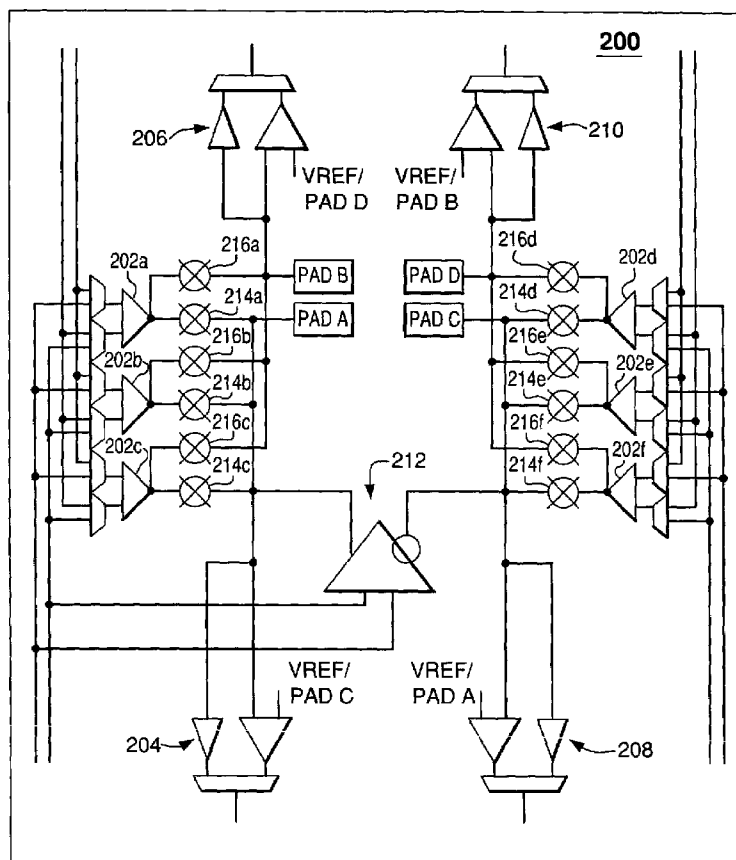 200
206
210
VREF/
PAD D
VREF/
PAD B
202a
216a
PAD B
PAD D
216d
202d
214a
PAD A
PAD C
214d
202b
216b
216e
202e
214b
214e
202c
216c
216f
202f
214c
212
214f
VREF/
PAD C
VREF/
PAD A
204
208